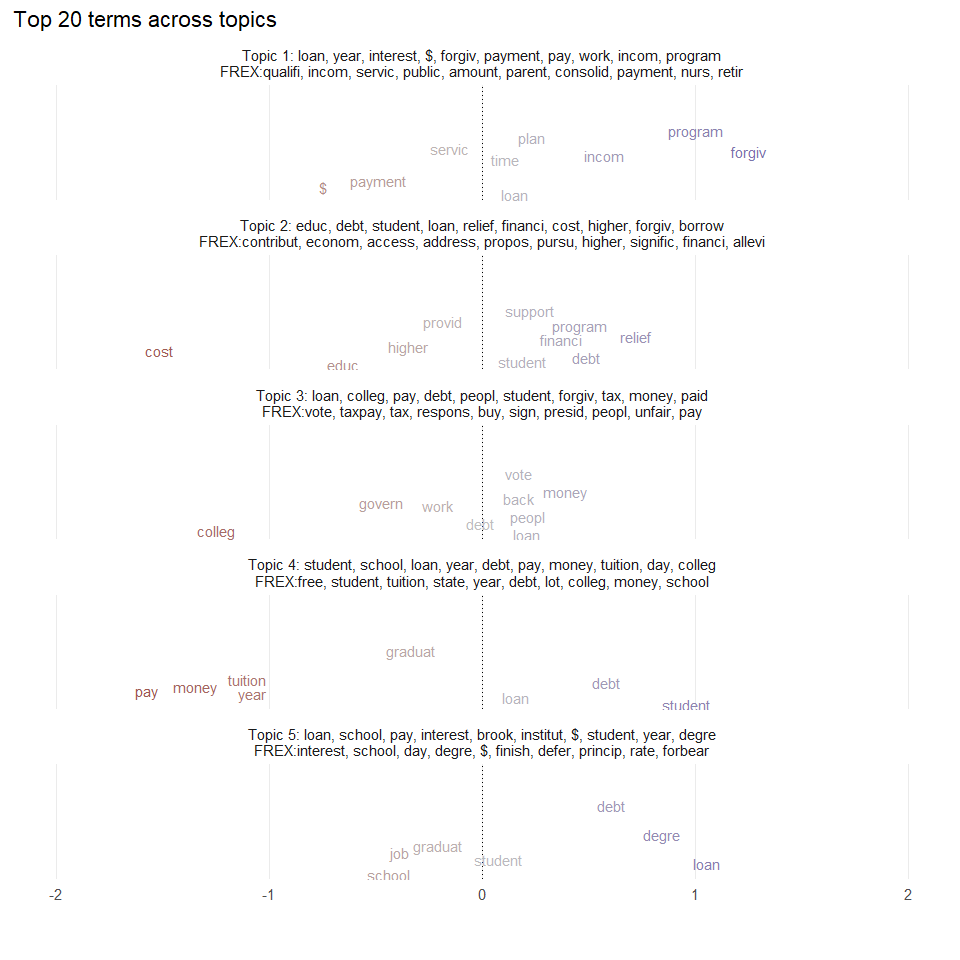 Top 20 terms across topics
Topic 1: loan, year, interest, $, forgiv, payment, pay, work, incom, program
FREX:qualifi, incom, servic, public, amount, parent, consolid, payment, nurs, retir
program
plan
servic
forgiv
incom
time
payment
$
loan
Topic 2: educ, debt, student, loan, relief, financi, cost, higher, forgiv, borrow
FREX:contribut, econom, access, address, propos, pursu, higher, signific, financi, allevi
support
provid
program
relief
financi
higher
cost
debt
student
educ
Topic 3: loan, colleg, pay, debt, peopl, student, forgiv, tax, money, paid
FREX:vote, taxpay, tax, respons, buy, sign, presid, peopl, unfair, pay
vote
money
back
govern
work
peopl
debt
colleg
loan
Topic 4: student, school, loan, year, debt, pay, money, tuition, day, colleg
FREX:free, student, tuition, state, year, debt, lot, colleg, money, school
graduat
tuition
debt
money
pay
year
loan
student
Topic 5: loan, school, pay, interest, brook, institut, $, student, year, degre
FREX:interest, school, day, degre, $, finish, defer, princip, rate, forbear
debt
degre
graduat
job
student
loan
school
-2 -1 0 1 2